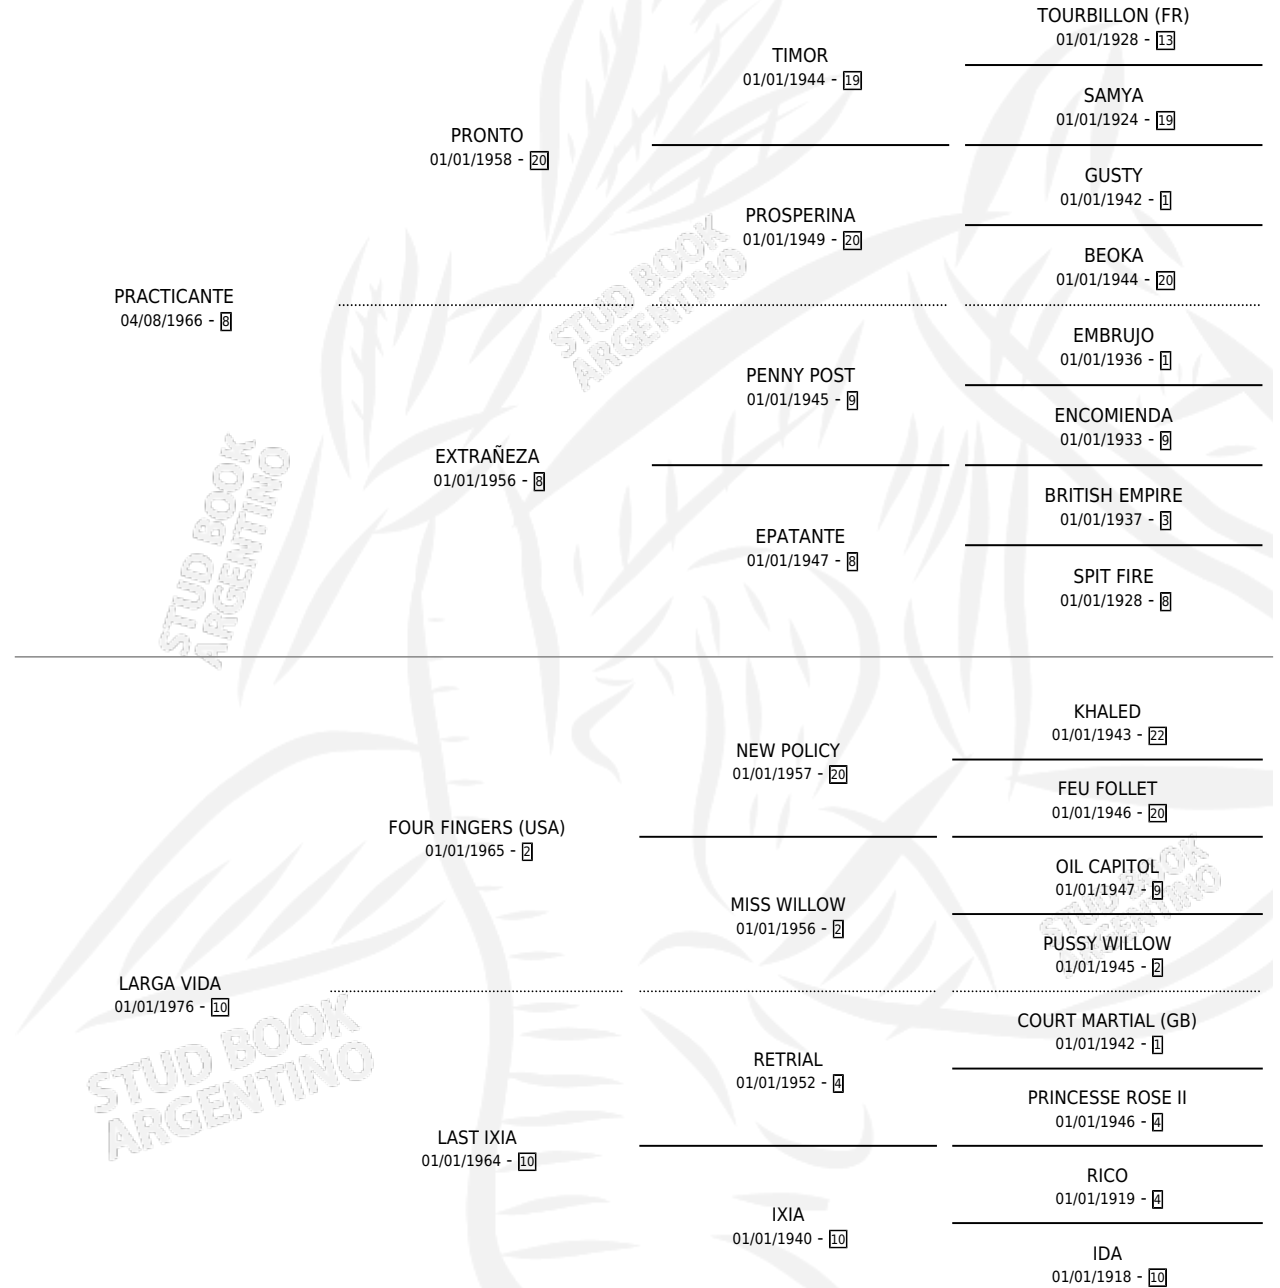 TOURBILLON (FR)
01/01/1928 - 13
TIMOR
01/01/1944 - 19
SAMYA
01/01/1924 - 19
PRONTO
01/01/1958 - 20
GUSTY
01/01/1942 - 1
PROSPERINA
01/01/1949 - 20
BEOKA
01/01/1944 - 20
PRACTICANTE
04/08/1966 - 8
EMBRUJO
01/01/1936 - 1
PENNY POST
01/01/1945 - 9
ENCOMIENDA
01/01/1933 - 9
EXTRAÑEZA
01/01/1956 - 8
BRITISH EMPIRE
01/01/1937 - 3
EPATANTE
01/01/1947 - 8
SPIT FIRE
01/01/1928 - 8
STUD BOOK
ARGENTINO
STUD BOOK
ARGENTINO
KHALED
01/01/1943 - 22
NEW POLICY
01/01/1957 - 20
FEU FOLLET
01/01/1946 - 20
FOUR FINGERS (USA)
01/01/1965 - 2
OIL CAPITOL
01/01/1947 - 9
MISS WILLOW
01/01/1956 - 2
PUSSY WILLOW
01/01/1945 - 2
STUD BOOK
ARGENTINO
LARGA VIDA
01/01/1976 - 10
COURT MARTIAL (GB)
01/01/1942 - 1
RETRIAL
01/01/1952 - 4
PRINCESSE ROSE II
01/01/1946 - 4
LAST IXIA
01/01/1964 - 10
RICO
01/01/1919 - 4
IXIA
01/01/1940 - 10
IDA
01/01/1918 - 10
STUD BOOK
ARGENTINO